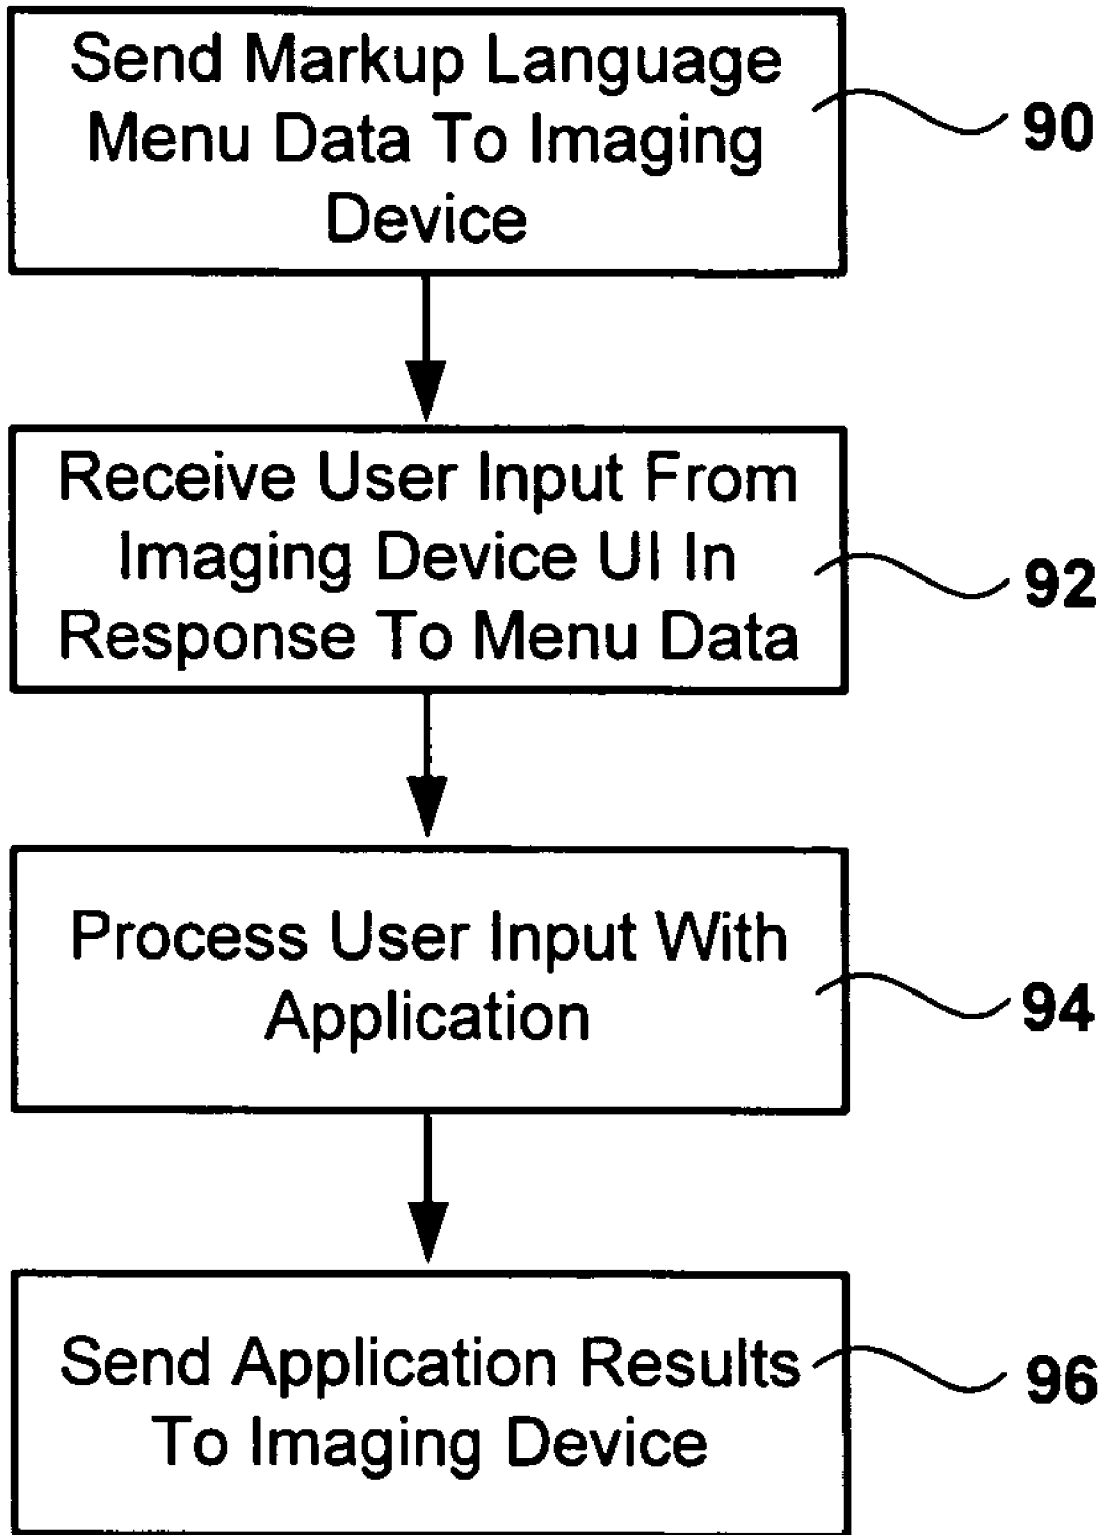 Send Markup Language
Menu Data To Imaging
Device
90
Receive User Input From
Imaging Device UI In
Response To Menu Data
92
Process User Input With
Application
94
Send Application Results
To Imaging Device
96